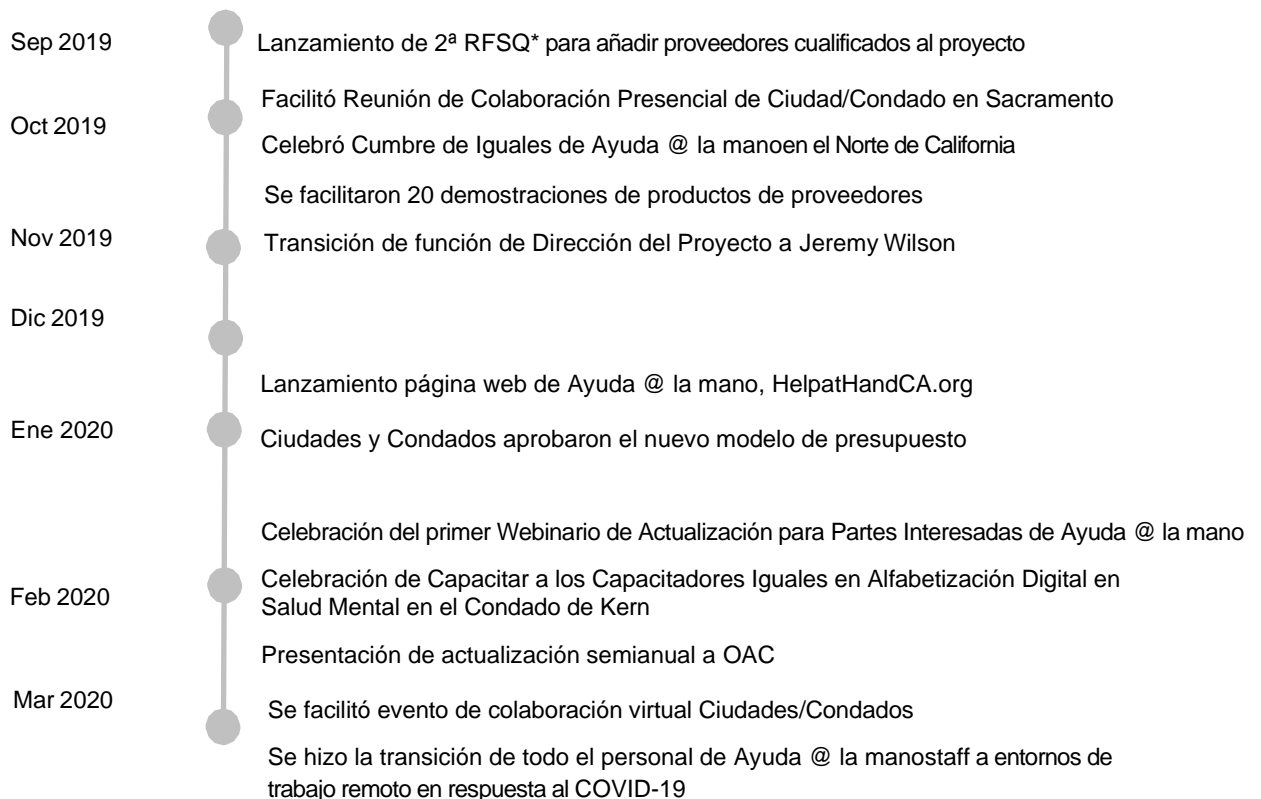 Sep 2019
Lanzamiento de 2ª RFSQ* para añadir proveedores cualificados al proyecto
Facilitó Reunión de Colaboración Presencial de Ciudad/Condado en Sacramento
Oct 2019
Celebró Cumbre de Iguales de Ayuda @ la manoen el Norte de California
Se facilitaron 20 demostraciones de productos de proveedores
Nov 2019
Transición de función de Dirección del Proyecto a Jeremy Wilson
Dic 2019
Lanzamiento página web de Ayuda @ la mano, HelpatHandCA.org
Ene 2020
Ciudades y Condados aprobaron el nuevo modelo de presupuesto
Celebración del primer Webinario de Actualización para Partes Interesadas de Ayuda @ la mano
Feb 2020
Celebración de Capacitar a los Capacitadores Iguales en Alfabetización Digital en
Salud Mental en el Condado de Kern
Presentación de actualización semianual a OAC
Mar 2020
Se facilitó evento de colaboración virtual Ciudades/Condados
Se hizo la transición de todo el personal de Ayuda @ la manostaff a entornos de
trabajo remoto en respuesta al COVID-19